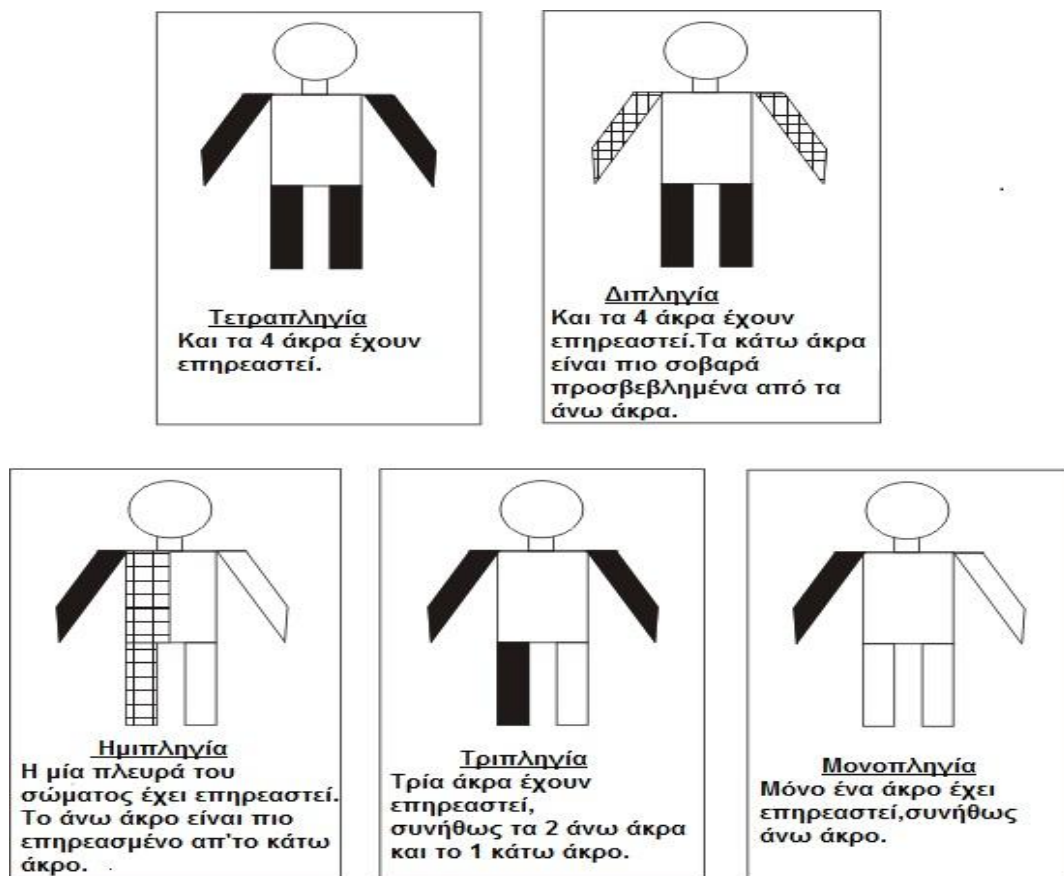 Τετραπληγία
Και τα 4 άκρα έχουν
επηρεαστεί.
Διπληγία
Και τα 4 άκρα έχουν
επηρεαστεί.Τα κάτω άκρα
είναι πιο σοβαρά
προσβεβλημένα από τα
άνω άκρα.
Ημιπληγία
Η μία πλευρά του
σώματος έχει επηρεαστεί.
Το άνω άκρο είναι πιο
επηρεασμένο απ'το κάτω
άκρο.
Τριπληγία
Τρία άκρα έχουν
επηρεαστεί,
συνήθως τα 2 άνω άκρα
και το 1 κάτω άκρο.
Μονοπληγία
Μόνο ένα άκρο έχει
επηρεαστεί,συνήθως
άνω άκρο.